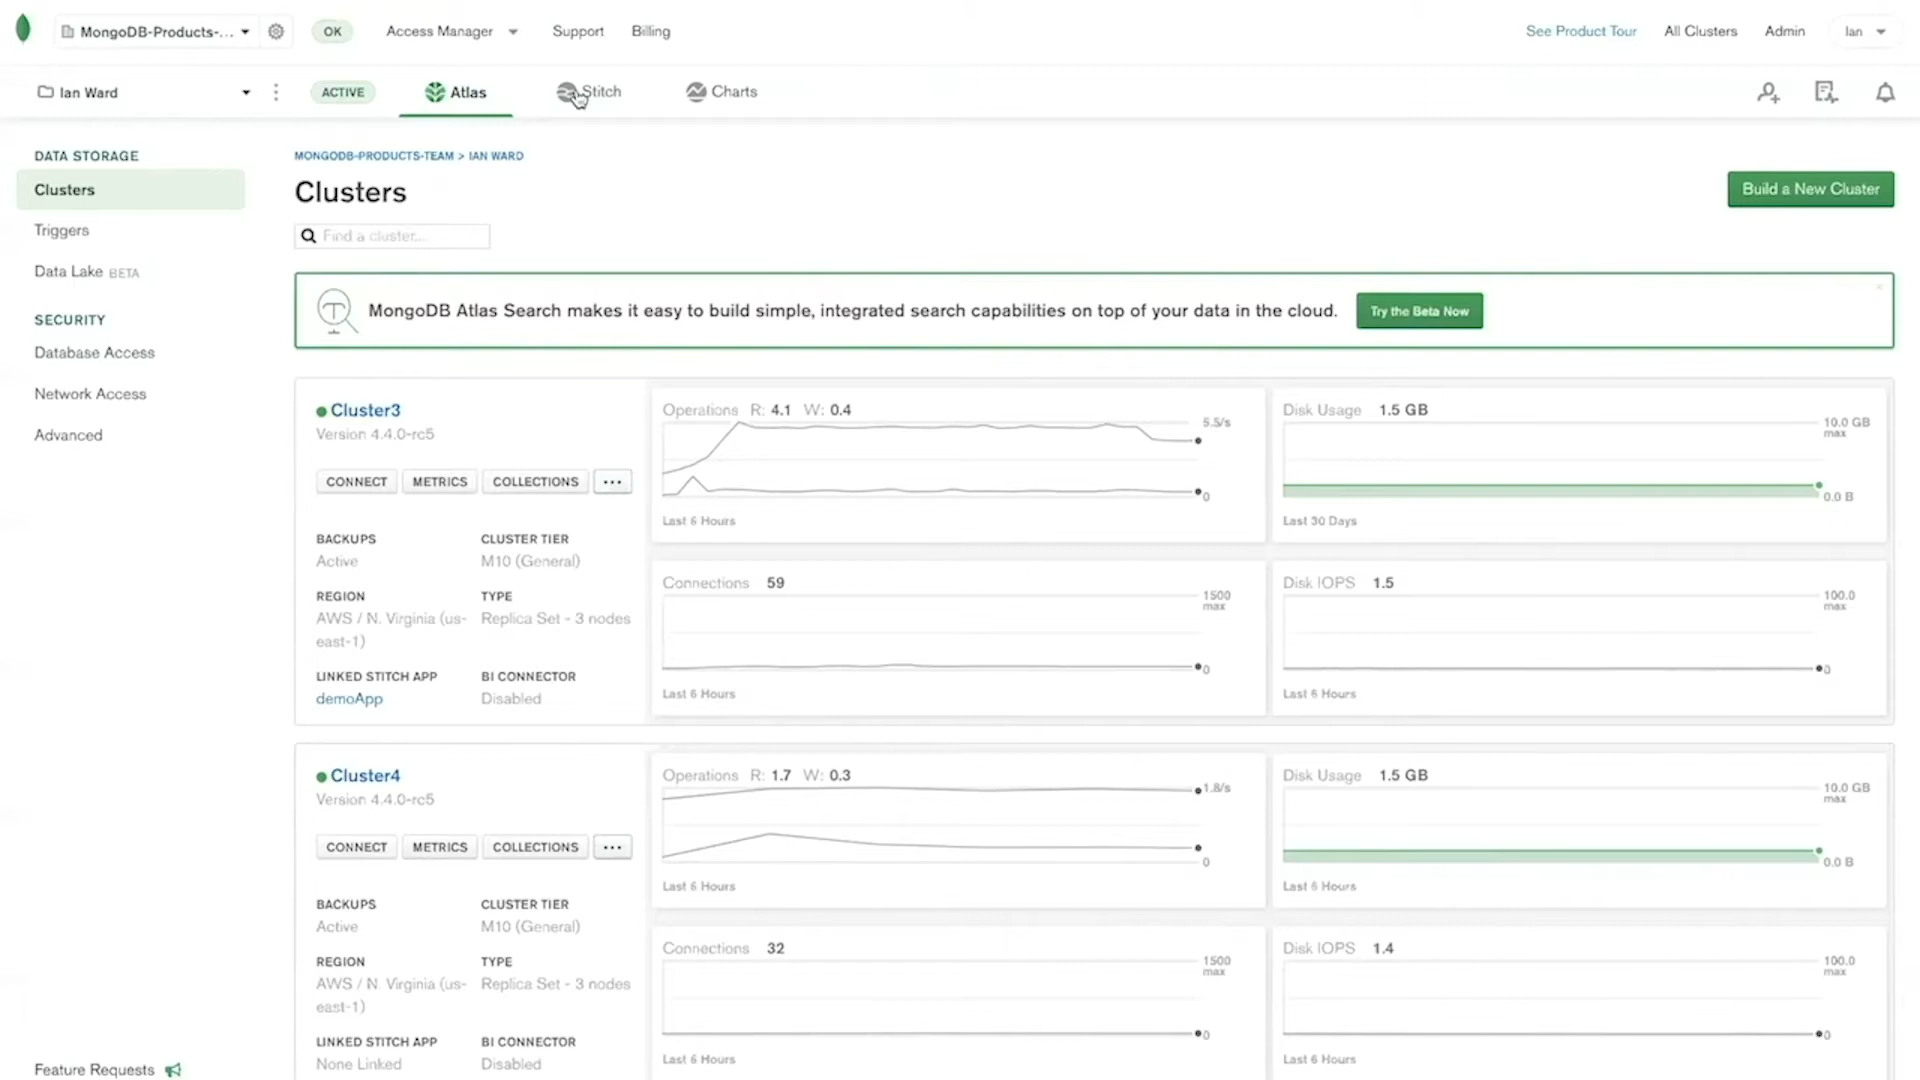 MongoDB-Products-...
OK
Access Manager
Support
Billing
See Product Tour
All Clusters
Admin
Ian
Ian Ward
ACTIVE
Atlas
Stitch
Charts
DATA STORAGE
Clusters
Triggers
Data Lake BETA
SECURITY
Database Access
Network Access
Advanced
Feature Requests
MONGODB-PRODUCTS-TEAM > IAN WARD
Clusters
Build a New Cluster
Find a cluster...
MongoDB Atlas Search makes it easy to build simple, integrated search capabilities on top of your data in the cloud.
Try the Beta Now
Cluster3
Version 4.4.0-rc5
CONNECT
METRICS
COLLECTIONS
...
BACKUPS
Active
CLUSTER TIER
M10 (General)
REGION
AWS / N. Virginia (us-
east-1)
TYPE
Replica Set - 3 nodes
LINKED STITCH APP
demoApp
BI CONNECTOR
Disabled
Operations R: 4.1 W: 0.4
5.5/s
0
Last 6 Hours
Disk Usage 1.5 GB
10.0 GB
max
0.0 B
Last 30 Days
Connections 59
1500
max
0
Last 6 Hours
Disk IOPS 1.5
100.0
max
0
Last 6 Hours
Cluster4
Version 4.4.0-rc5
CONNECT
METRICS
COLLECTIONS
...
BACKUPS
Active
CLUSTER TIER
M10 (General)
REGION
AWS / N. Virginia (us-
east-1)
TYPE
Replica Set - 3 nodes
LINKED STITCH APP
None Linked
BI CONNECTOR
Disabled
Operations R: 1.7 W: 0.3
1.8/s
0
Last 6 Hours
Disk Usage 1.5 GB
10.0 GB
max
0.0 B
Last 6 Hours
Connections 32
1500
max
0
Last 6 Hours
Disk IOPS 1.4
100.0
max
0
Last 6 Hours